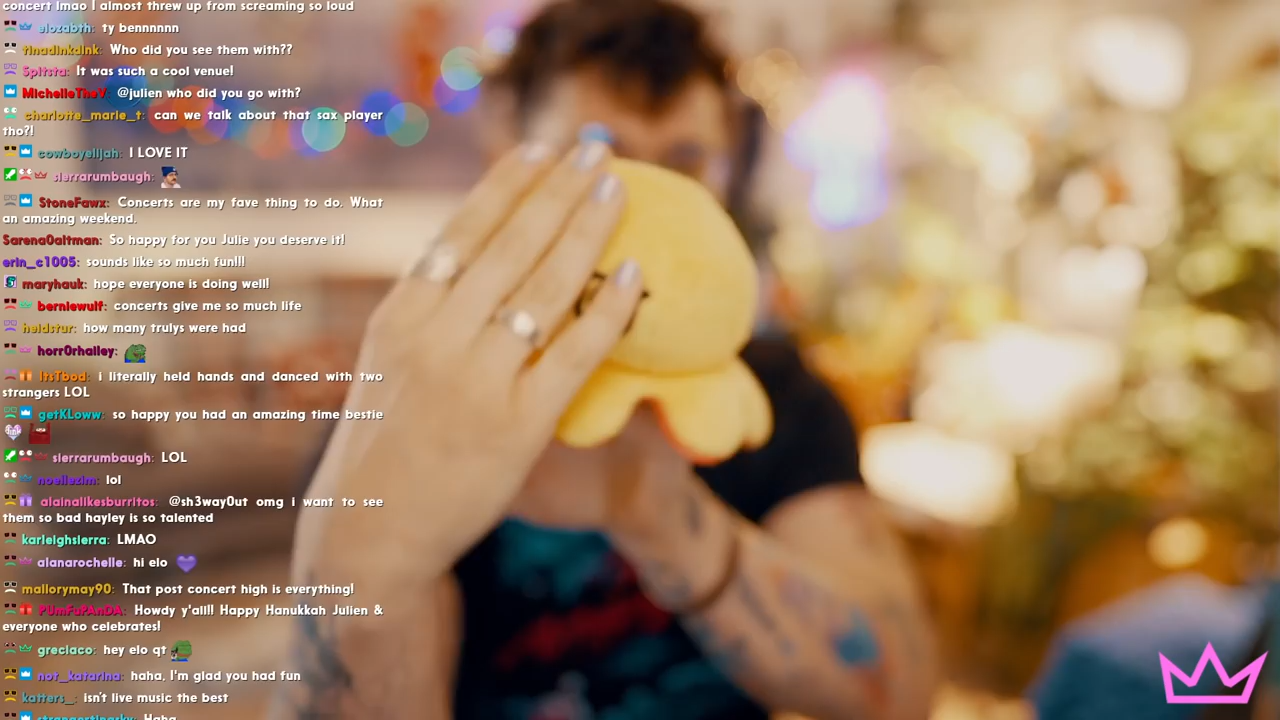 concert lmao I almost threw up from screaming so loud
elozabth: ty bennnnnn
tinadinkdink: Who did you see them with??
Spitsta: It was such a cool venue!
MichelleTheV: @julien who did you go with?
charlotte_marie_t: can we talk about that sax player
tho?!
cowboyelijah: I LOVE IT
sierrarumbaugh:
StoneFawx: Concerts are my fave thing to do. What
an amazing weekend.
Sarena0altman: So happy for you Julie you deserve it!
erin_c1005: sounds like so much fun!!!
maryhauk: hope everyone is doing well!
berniewulf: concerts give me so much life
heidstur: how many trulys were had
horr0rhailey:
ItsTbod: i literally held hands and danced with two
strangers LOL
getKLoww: so happy you had an amazing time bestie
sierrarumbaugh: LOL
noellezim: lol
alainalikesburritos: @sh3way0ut omg i want to see
them so bad hayley is so talented
karleighsierra: LMAO
alanarochelle: hi elo
mallorymay90: That post concert high is everything!
PUmFuPAnDA: Howdy y'all!! Happy Hanukkah Julien &
everyone who celebrates!
greciaco: hey elo qt
not_katarina: haha, I'm glad you had fun
katters_: isn't live music the best
Haha